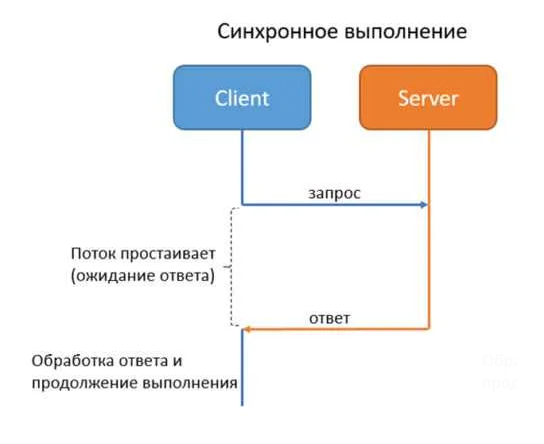 Синхронное выполнение
Client
Server
запрос
Поток простаивает
(ожидание ответа)
ответ
Обработка ответа и
продолжение выполнения